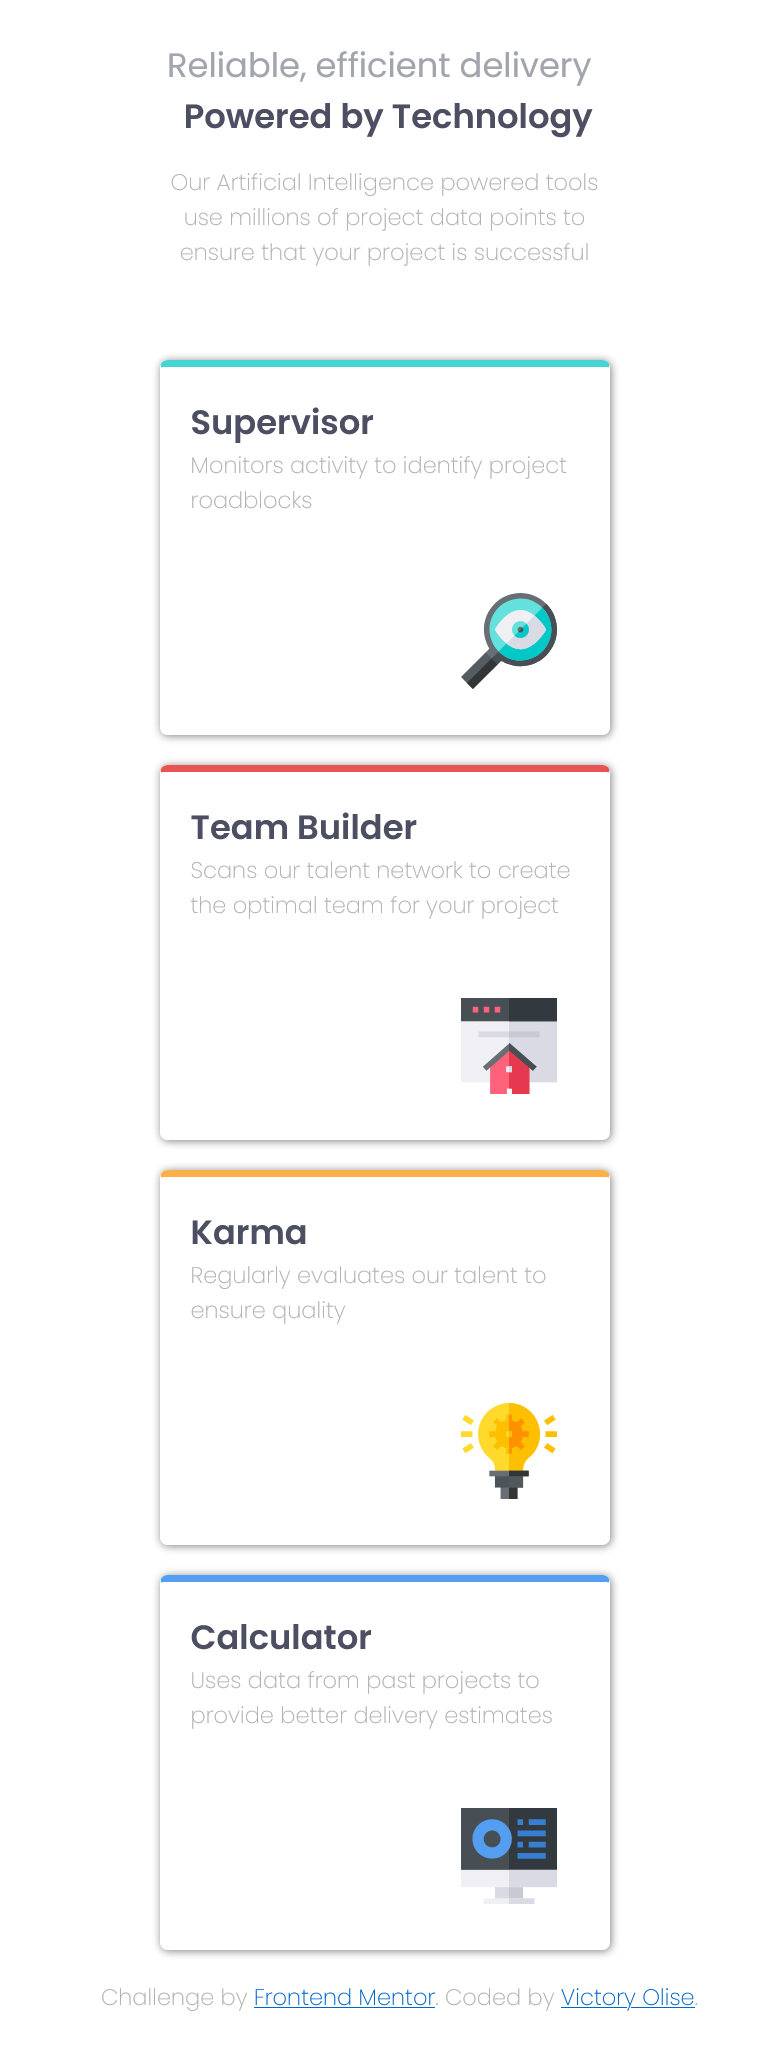 Reliable, efficient delivery
Powered by Technology
Our Artificial Intelligence powered tools
use millions of project data points to
ensure that your project is successful
Supervisor
Monitors activity to identify project
roadblocks
Team Builder
Scans our talent network to create
the optimal team for your project
Karma
Regularly evaluates our talent to
ensure quality
Calculator
Uses data from past projects to
provide better delivery estimates
Challenge by Frontend Mentor. Coded by Victory Olise.